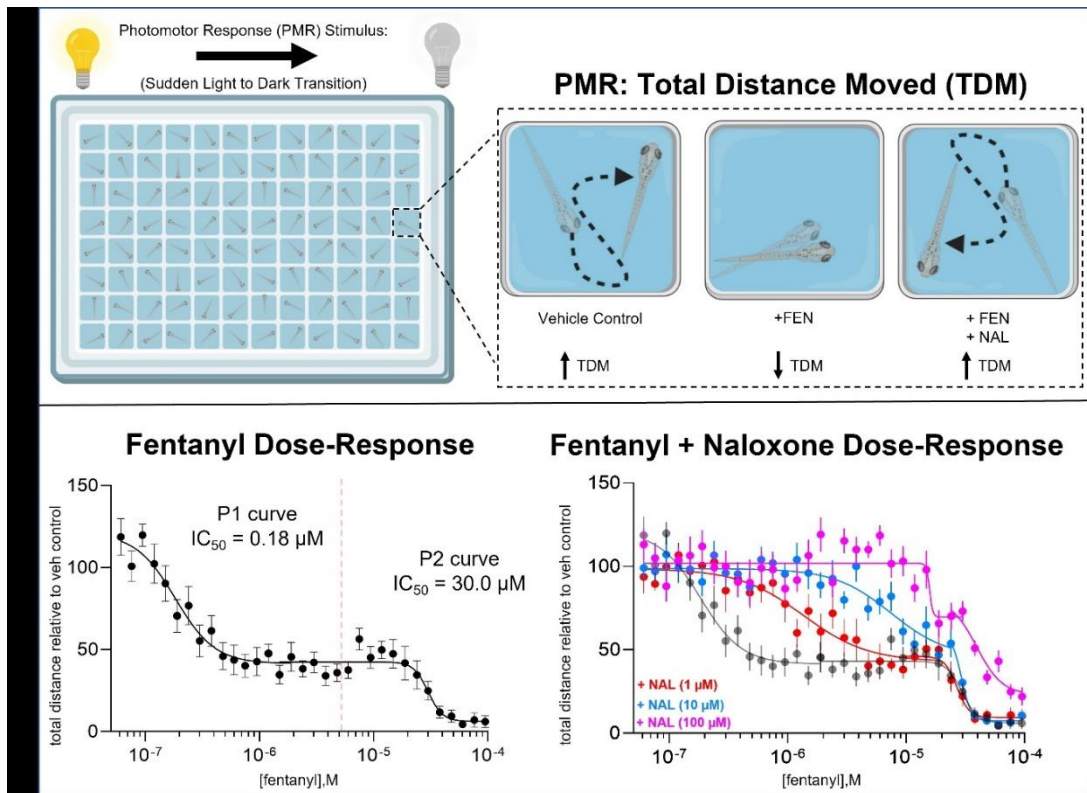 Photomotor Response (PMR) Stimulus:
(Sudden Light to Dark Transition)
PMR: Total Distance Moved (TDM)
Vehicle Control
↑ TDM
+FEN
↓ TDM
+ FEN
+ NAL
↑ TDM
Fentanyl Dose-Response
total distance relative to veh control
150
100
50
0
P1 curve
IC₅₀ = 0.18 µM
P2 curve
IC₅₀ = 30.0 µM
10⁻⁷ 10⁻⁶ 10⁻⁵ 10⁻⁴
[fentanyl],M
Fentanyl + Naloxone Dose-Response
total distance relative to veh control
150
100
50
0
+ NAL (1 µM)
+ NAL (10 µM)
+ NAL (100 µM)
10⁻⁷ 10⁻⁶ 10⁻⁵ 10⁻⁴
[fentanyl],M